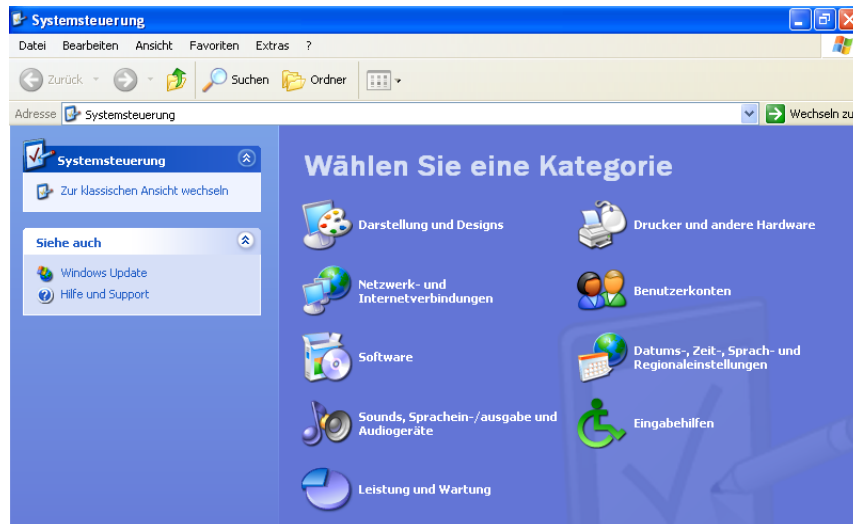 Systemsteuerung
Datei Bearbeiten Ansicht Favoriten Extras ?
Zurück Suchen Ordner
Adresse Systemsteuerung Wechseln zu
Systemsteuerung
Zur klassischen Ansicht wechseln
Siehe auch
Windows Update
Hilfe und Support
Wählen Sie eine Kategorie
Darstellung und Designs
Drucker und andere Hardware
Netzwerk- und
Internetverbindungen
Benutzerkonten
Software
Datums-, Zeit-, Sprach- und
Regionaleinstellungen
Sounds, Sprachein-/ausgabe und
Audiogeräte
Eingabehilfen
Leistung und Wartung